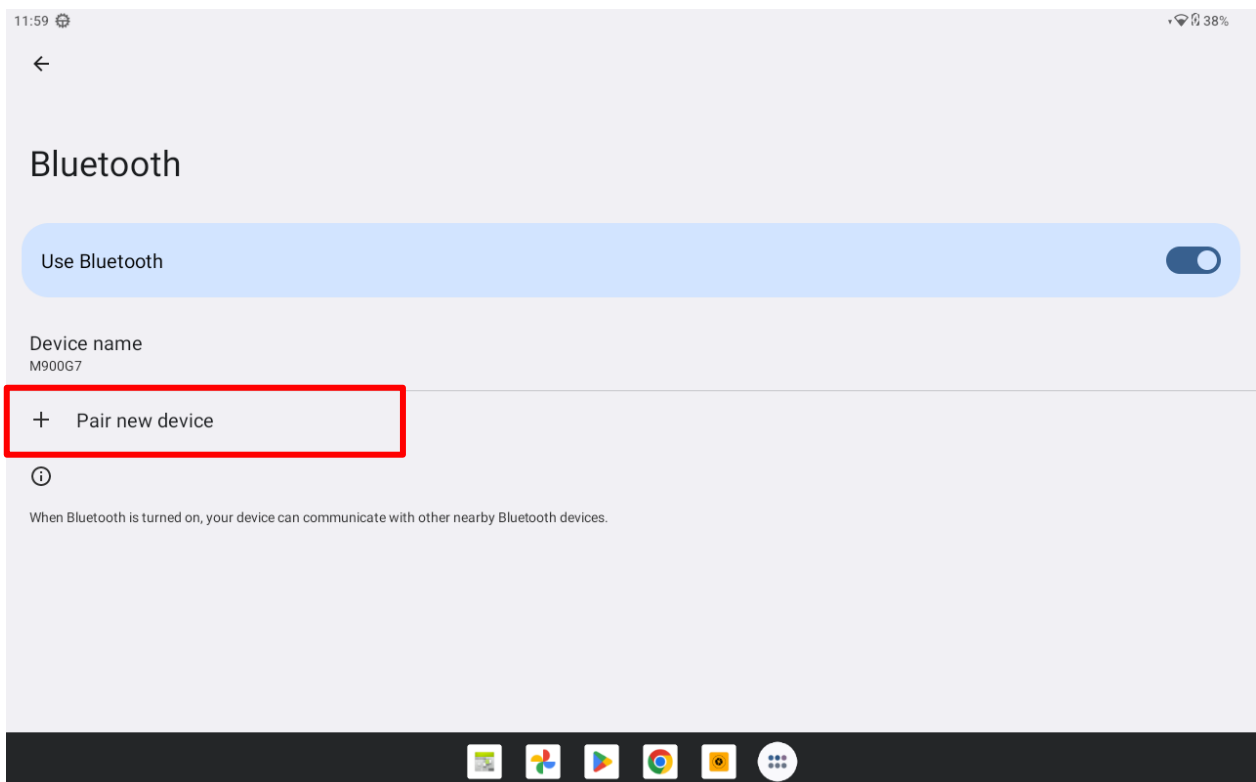 11:59
38%
Bluetooth
Use Bluetooth
Device name
M900G7
Pair new device
When Bluetooth is turned on, your device can communicate with other nearby Bluetooth devices.